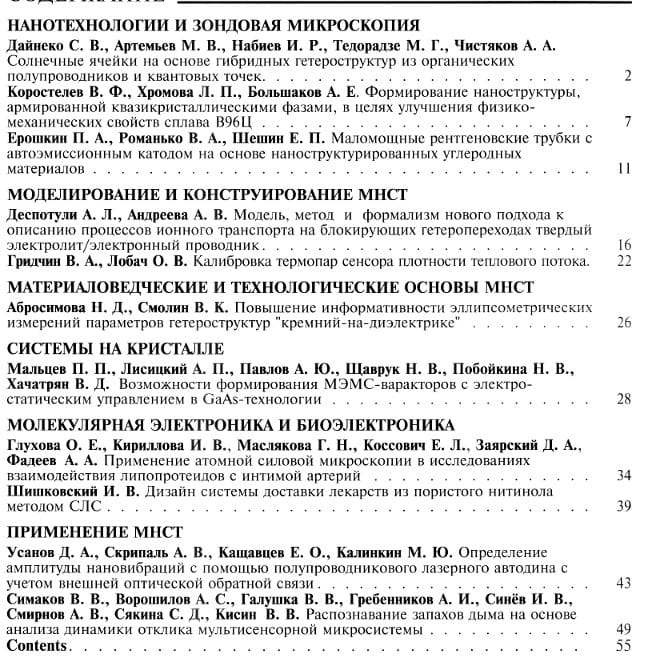 НАНОТЕХНОЛОГИИ И ЗОНДОВАЯ МИКРОСКОПИЯ
Дайнеко С. В., Артемьев М. В., Набиев И. Р., Тедорадзе М. Г., Чистяков А. А.
Солнечные ячейки на основе гибридных гетероструктур из органических
полупроводников и квантовых точек. . . . . . . . . . . . . . . . . . . . . . . . 2
Коростелев В. Ф., Хромова Л. П., Большаков А. Е. Формирование наноструктуры,
армированной квазикристаллическими фазами, в целях улучшения физико-
механических свойств сплава В96Ц . . . . . . . . . . . . . . . . . . . . . . . . 7
Ерошкин П. А., Романько В. А., Шешин Е. П. Маломощные рентгеновские трубки с
автоэмиссионным катодом на основе наноструктурированных углеродных
материалов . . . . . . . . . . . . . . . . . . . . . . . . . . . . . . . . . . . 11
МОДЕЛИРОВАНИЕ И КОНСТРУИРОВАНИЕ МНСТ
Деспотули А. Л., Андреева А. В. Модель, метод и формализм нового подхода к
описанию процессов ионного транспорта на блокирующих гетеропереходах твердый
электролит/электронный проводник. . . . . . . . . . . . . . . . . . . . . . . . 16
Гридчин В. А., Лобач О. В. Калибровка термопар сенсора плотности теплового потока. 22
МАТЕРИАЛОВЕДЧЕСКИЕ И ТЕХНОЛОГИЧЕСКИЕ ОСНОВЫ МНСТ
Абросимова Н. Д., Смолин В. К. Повышение информативности эллипсометрических
измерений параметров гетероструктур "кремний-на-диэлектрике" . . . . . . . . . 26
СИСТЕМЫ НА КРИСТАЛЛЕ
Мальцев П. П., Лисицкий А. П., Павлов А. Ю., Щаврук Н. В., Побойкина Н. В.,
Хачатрян В. Д. Возможности формирования МЭМС-варакторов с электро-
статическим управлением в GaAs-технологии . . . . . . . . . . . . . . . . . . . 28
МОЛЕКУЛЯРНАЯ ЭЛЕКТРОНИКА И БИОЭЛЕКТРОНИКА
Глухова О. Е., Кириллова И. В., Маслякова Г. Н., Коссович Е. Л., Заярский Д. А.,
Фадеев А. А. Применение атомной силовой микроскопии в исследованиях
взаимодействия липопротеидов с интимой артерий . . . . . . . . . . . . . . . . 34
Шишковский И. В. Дизайн системы доставки лекарств из пористого нитинола
методом СЛС . . . . . . . . . . . . . . . . . . . . . . . . . . . . . . . . . . 39
ПРИМЕНЕНИЕ МНСТ
Усанов Д. А., Скрипаль А. В., Кащавцев Е. О., Калинкин М. Ю. Определение
амплитуды нановибраций с помощью полупроводникового лазерного автодина с
учетом внешней оптической обратной связи. . . . . . . . . . . . . . . . . . . . 43
Симаков В. В., Ворошилов А. С., Галушка В. В., Гребенников А. И., Синёв И. В.,
Смирнов А. В., Сякина С. Д., Кисин В. В. Распознавание запахов дыма на основе
анализа динамики отклика мультисенсорной микросистемы . . . . . . . . . . . . 49
Contents. . . . . . . . . . . . . . . . . . . . . . . . . . . . . . . . . . . . 55